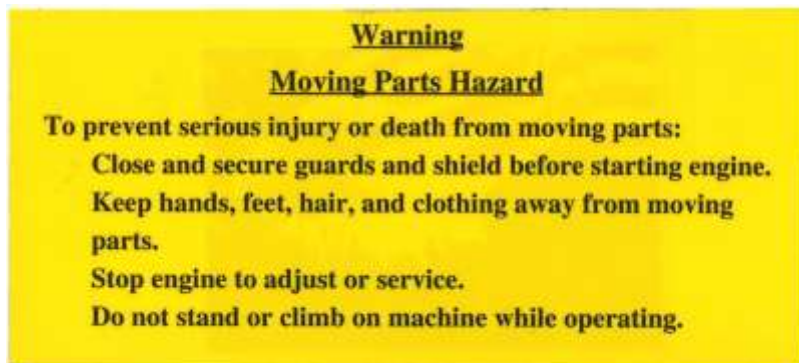 Warning
Moving Parts Hazard
To prevent serious injury or death from moving parts:
Close and secure guards and shield before starting engine.
Keep hands, feet, hair, and clothing away from moving
parts.
Stop engine to adjust or service.
Do not stand or climb on machine while operating.